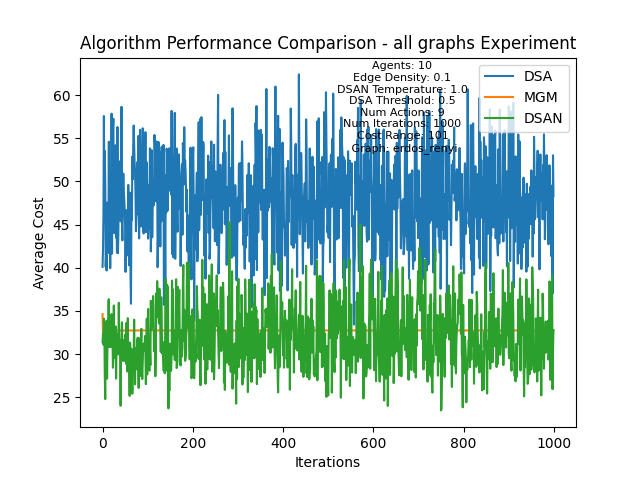 Algorithm Performance Comparison - all graphs Experiment
Agents: 10
Edge Density: 0.1
DSAN Temperature: 1.0
DSA Threshold: 0.5
Num Actions: 9
Num Iterations: 1000
Cost Range: 101
Graph: erdos_renyi
DSA
MGM
DSAN
Average Cost
60
55
50
45
40
35
30
25
0 200 400 600 800 1000
Iterations